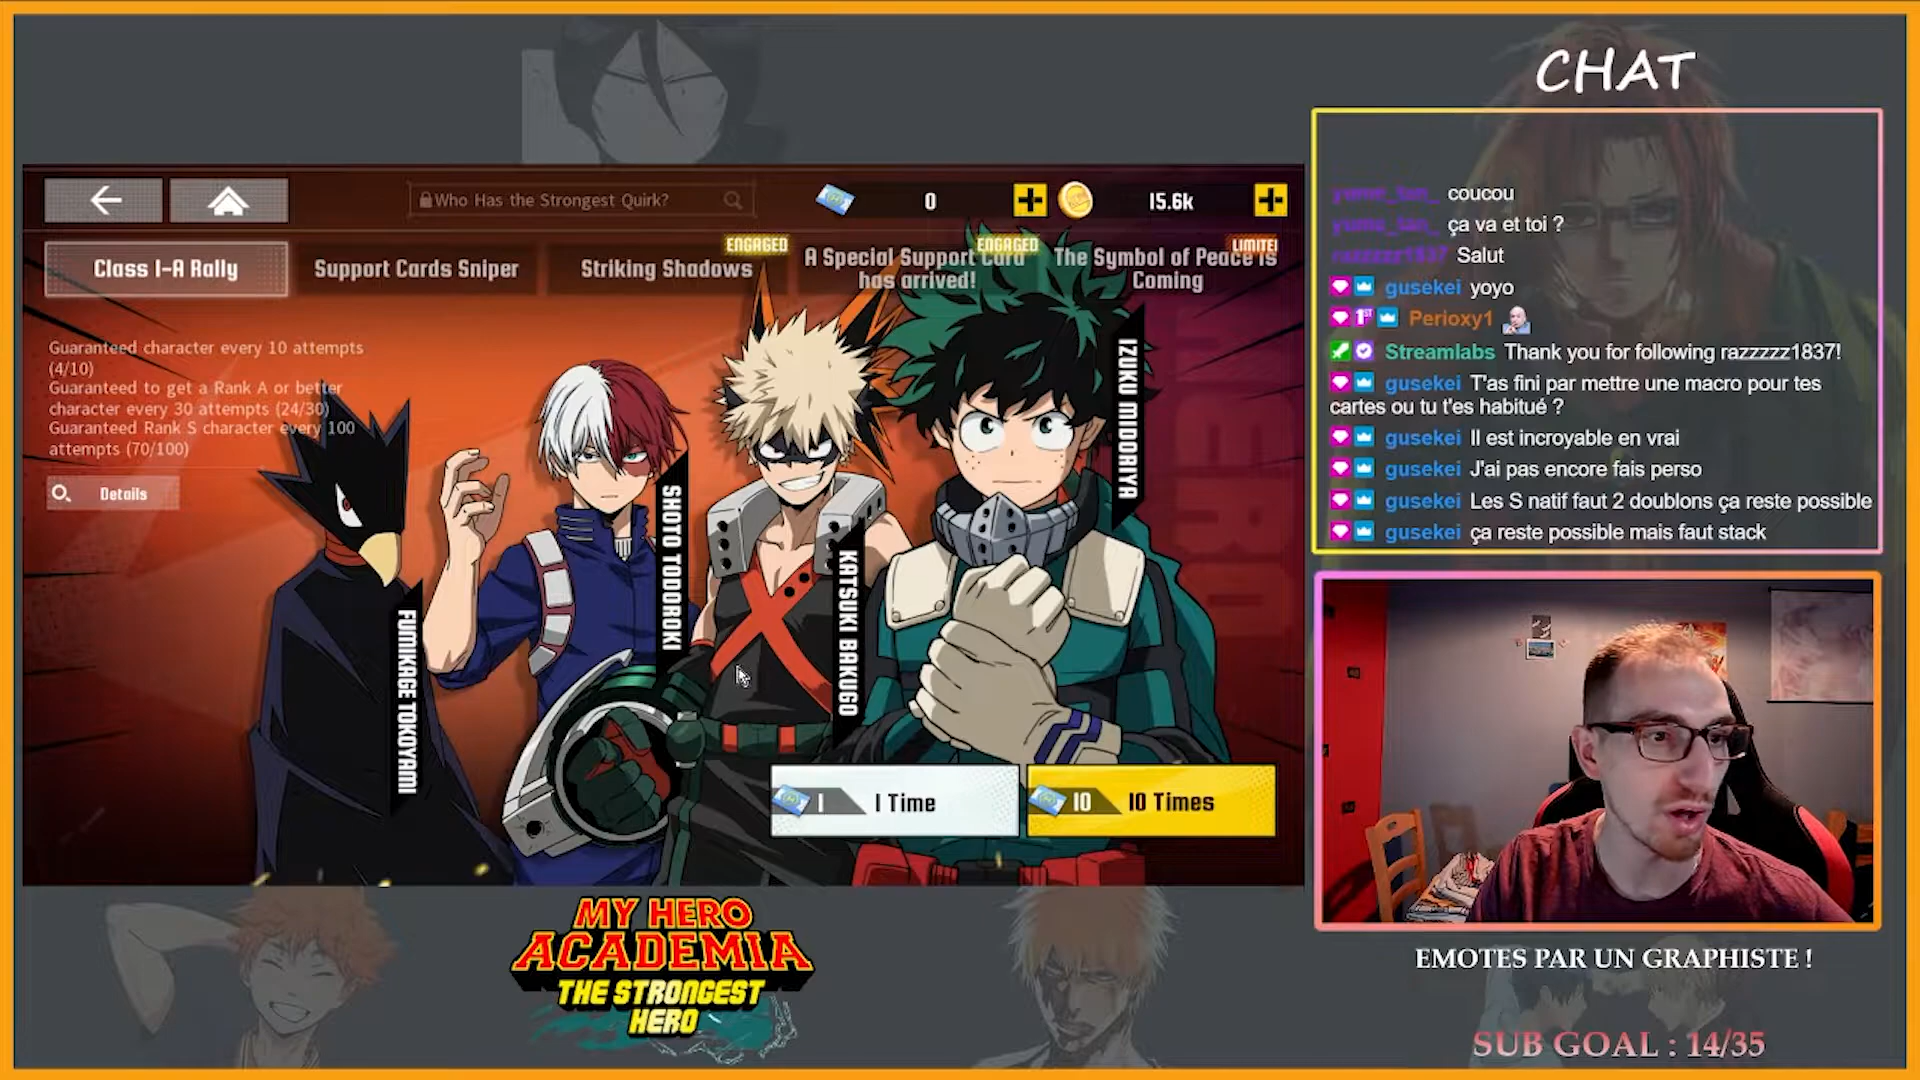 CHAT
Who Has the Strongest Quirk?
0
15.6k
Class 1-A Rally
Support Cards Sniper
ENGAGED
Striking Shadows
ENGAGED
A Special Support Card
has arrived!
LIMITE
The Symbol of Peace is
Coming
Guaranteed character every 10 attempts
(4/10)
Guaranteed to get a Rank A or better
character every 30 attempts (24/30)
Guaranteed Rank S character every 100
attempts (70/100)
Details
FUMIKAGE TOKOYAMI
SHOTO TODOROKI
KATSUKI BAKUGO
IZUKU MIDORIYA
1 1 Time
10 10 Times
MY HERO
ACADEMIA
THE STRONGEST
HERO
coucou
ça va et toi ?
razzzzz1837 Salut
gusekei yoyo
1ST Perioxy1
Streamlabs Thank you for following razzzzz1837!
gusekei T'as fini par mettre une macro pour tes
cartes ou tu t'es habitué ?
gusekei Il est incroyable en vrai
gusekei J'ai pas encore fais perso
gusekei Les S natif faut 2 doublons ça reste possible
gusekei ça reste possible mais faut stack
EMOTES PAR UN GRAPHISTE !
SUB GOAL : 14/35